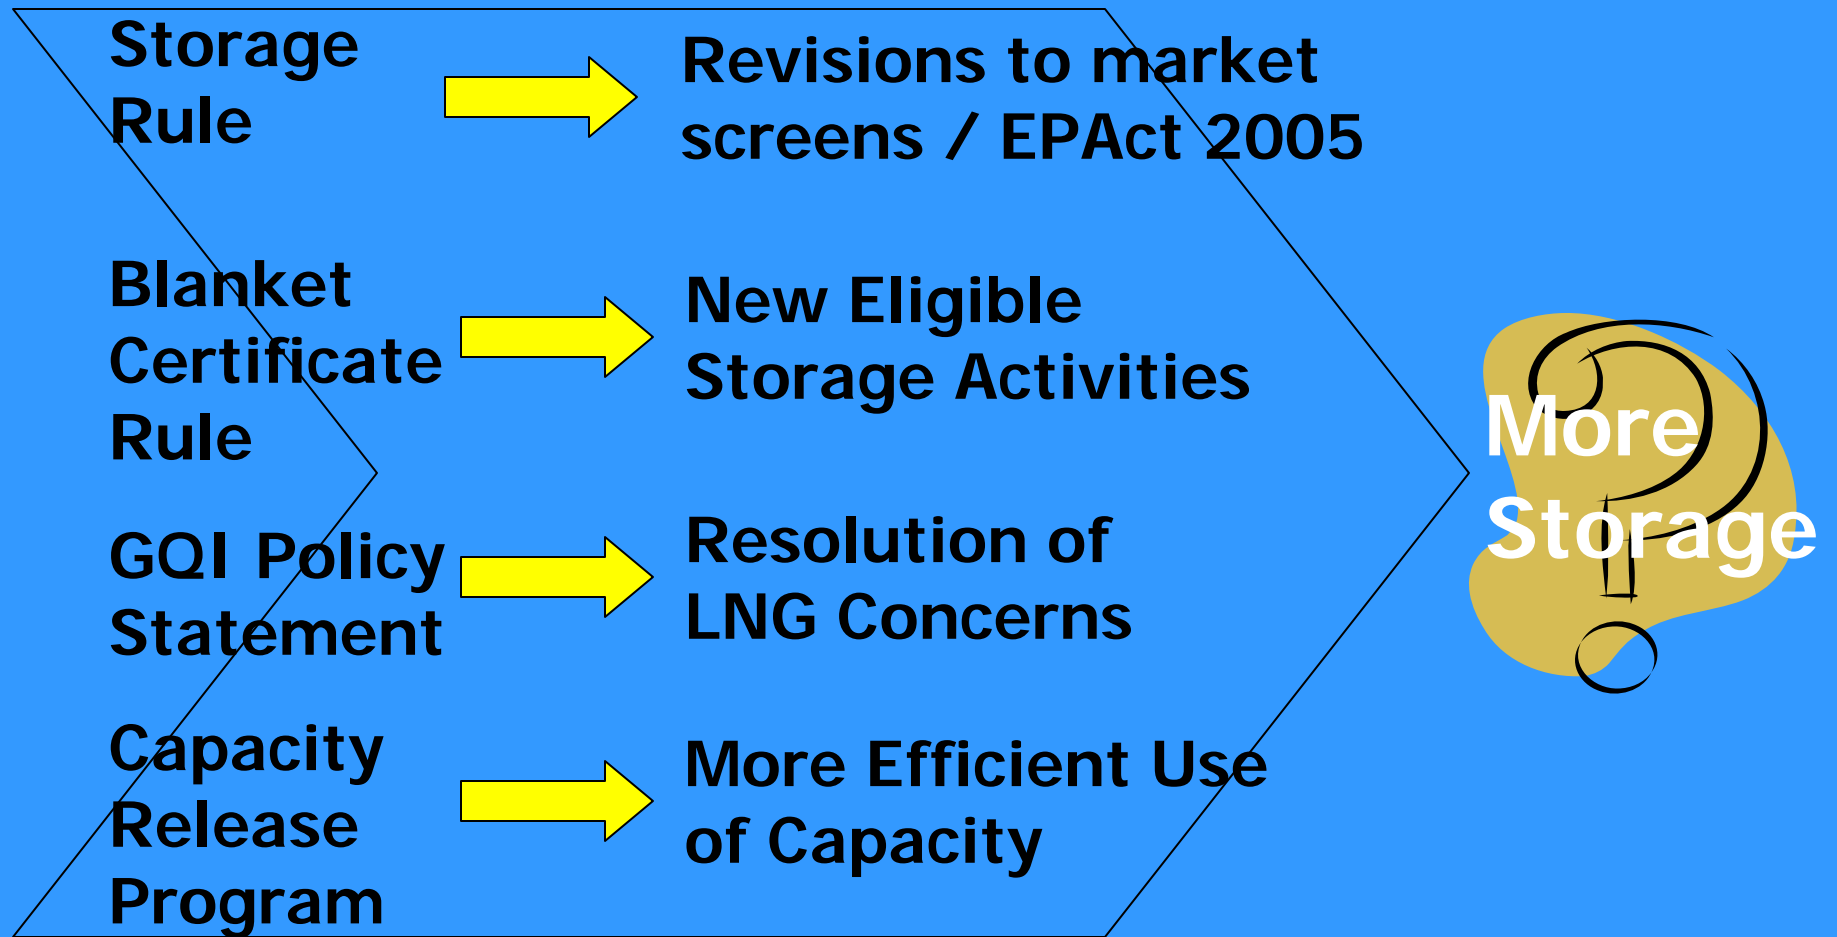 Storage
Rule
Revisions to market
screens / EPAct 2005
Blanket
Certificate
Rule
New Eligible
Storage Activities
GQI Policy
Statement
Resolution of
LNG Concerns
Capacity
Release
Program
More Efficient Use
of Capacity
More
Storage